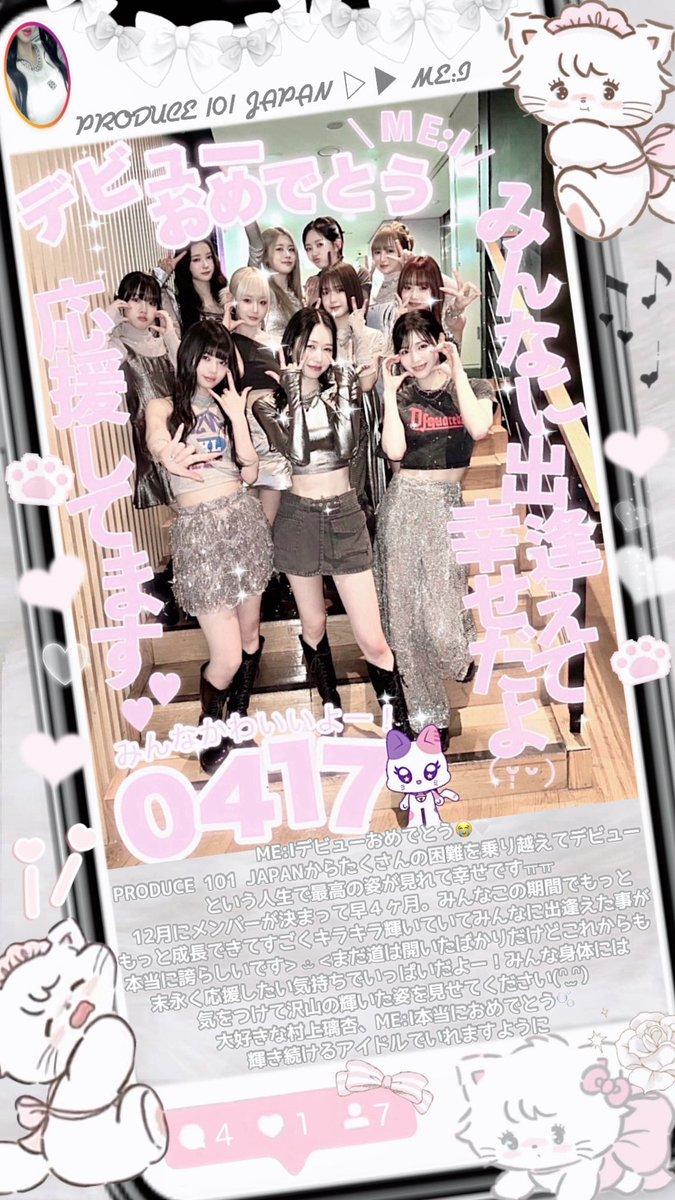 PRODUCE 101 JAPAN ▷▶ ME:I
\ ME:I /
デビュー
おめでとう
応援してます
みんなに出逢えて
幸せだよ
みんなかわいいよー！
0417
ME:Iデビューおめでとう😭
PRODUCE 101 JAPANからたくさんの困難を乗り越えてデビュー
という人生で最高の姿が見れて幸せですㅠㅠ
12月にメンバーが決まって早４ヶ月。みんなこの期間でもっと
もっと成長できてすごくキラキラ輝いていてみんなに出逢えた事が
本当に誇らしいです> ̫ <まだ道は開いたばかりだけどこれからも
末永く応援したい気持ちでいっぱいだよー！みんな身体には
気をつけて沢山の輝いた姿を見せてください
大好きな村上璃杏、ME:I本当におめでとう🫧
輝き続けるアイドルでいれますように
i/
4 1 7
Dsquared